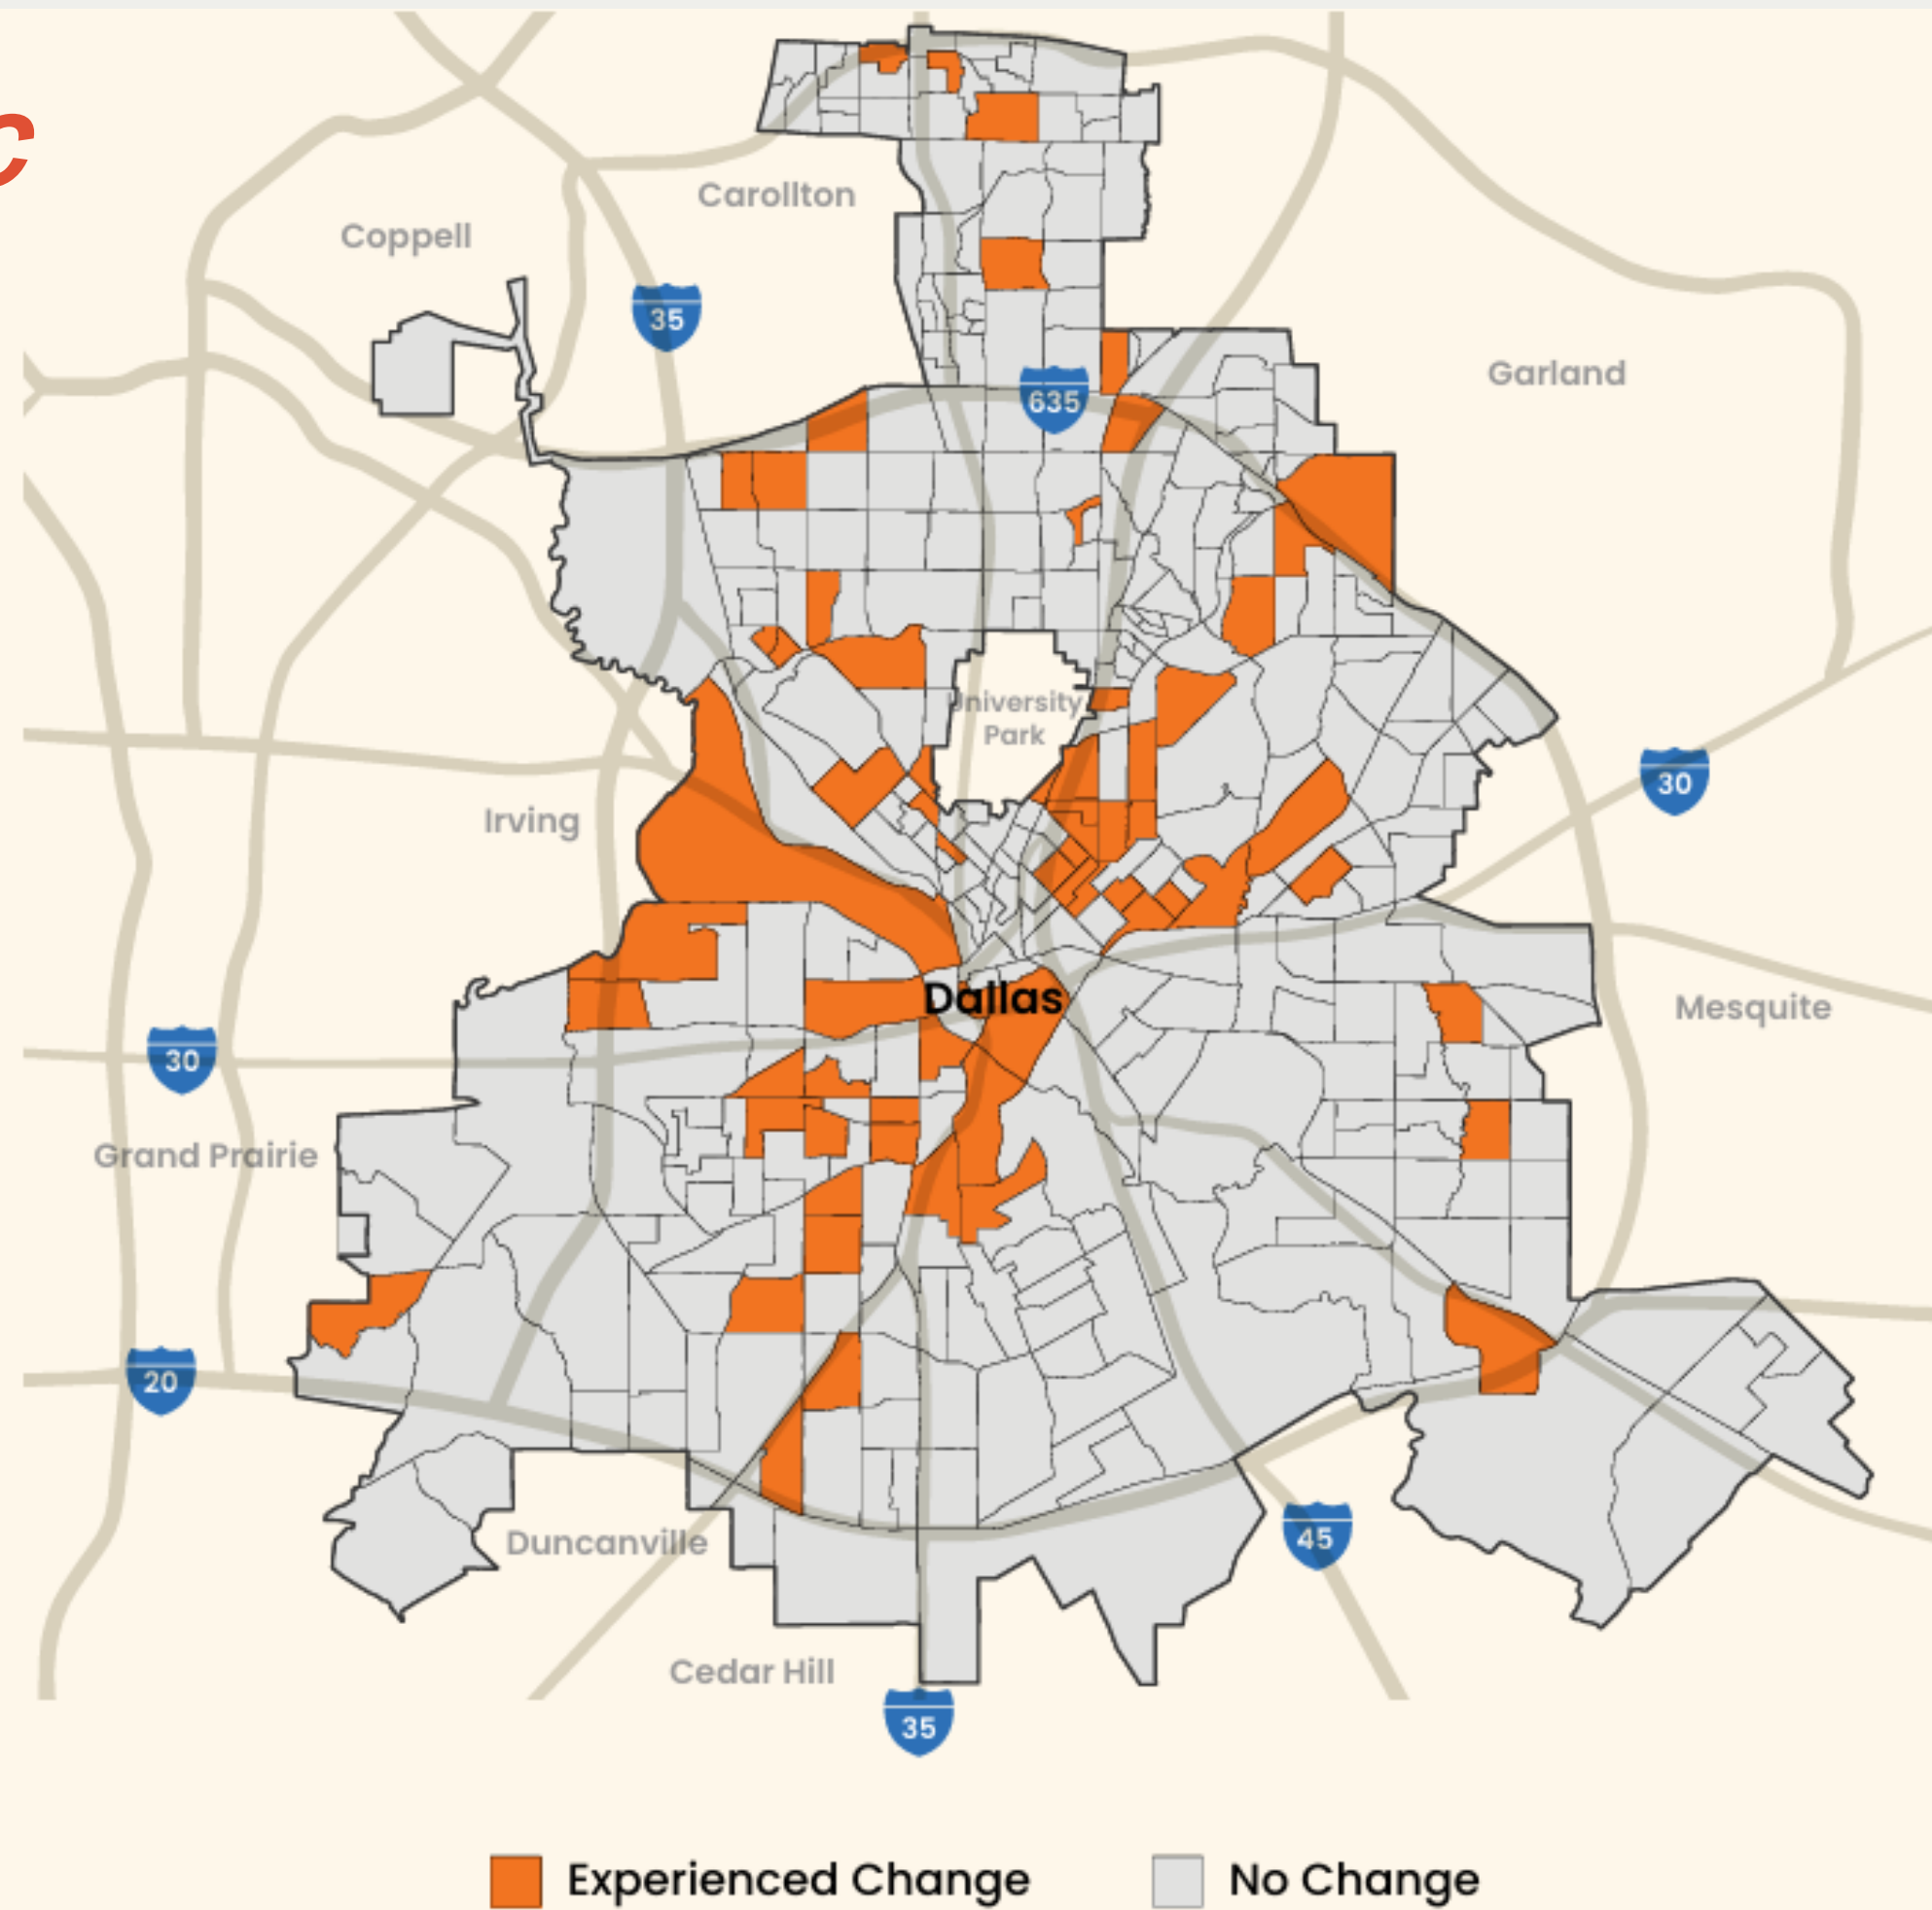 c
Carollton
Coppell
35
Garland
635
University
Park
30
Irving
Dallas
Mesquite
30
Grand Prairie
20
45
Duncanville
Cedar Hill
35
Experienced Change
No Change